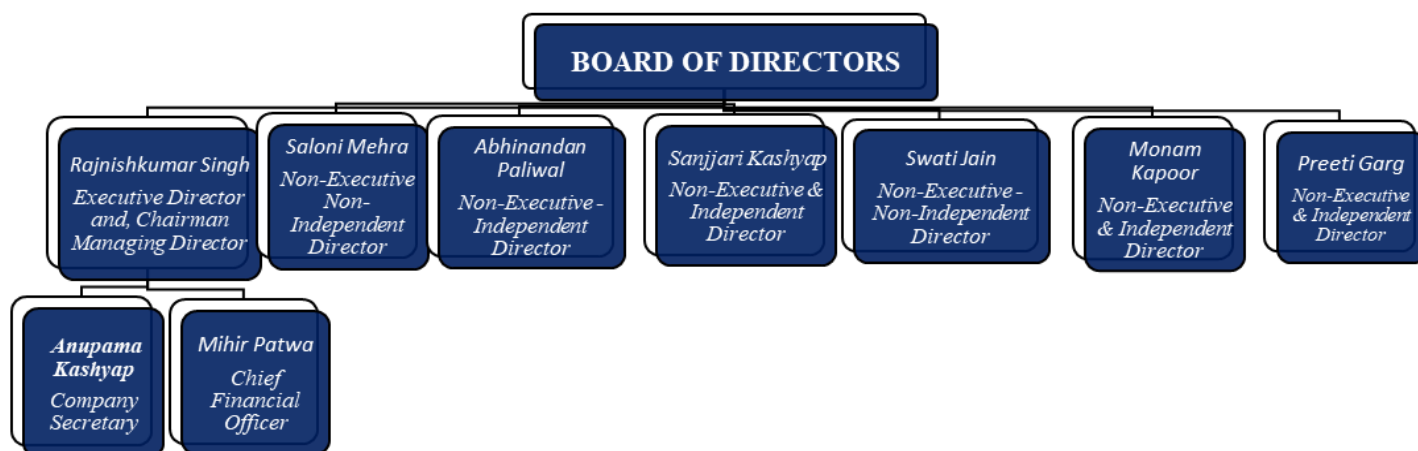 BOARD OF DIRECTORS
Rajnishkumar Singh
Executive Director
and, Chairman
Managing Director
Saloni Mehra
Non-Executive
Non-
Independent
Director
Abhinandan
Paliwal
Non-Executive -
Independent
Director
Sanjjari Kashyap
Non-Executive &
Independent
Director
Swati Jain
Non-Executive -
Non-Independent
Director
Monam
Kapoor
Non-Executive
& Independent
Director
Preeti Garg
Non-Executive
& Independent
Director
Anupama
Kashyap
Company
Secretary
Mihir Patwa
Chief
Financial
Officer